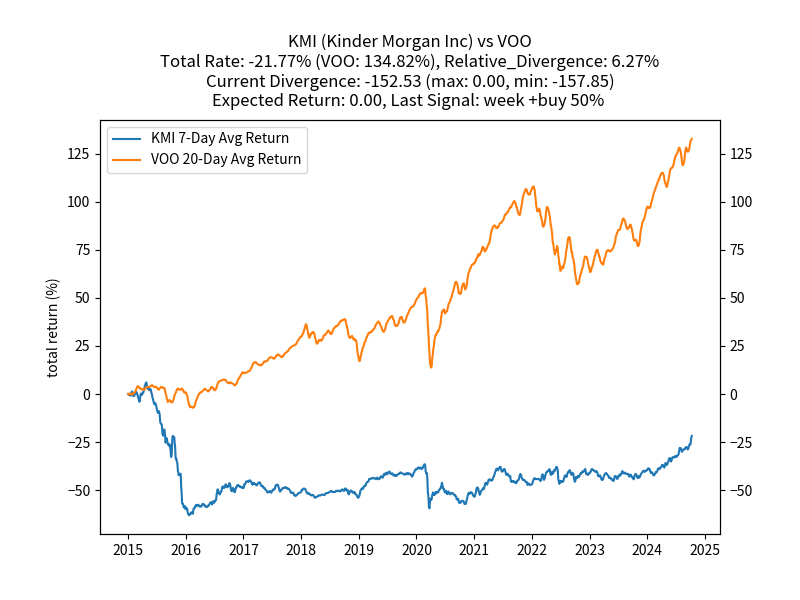 KMI (Kinder Morgan Inc) vs VOO
Total Rate: -21.77% (VOO: 134.82%), Relative_Divergence: 6.27%
Current Divergence: -152.53 (max: 0.00, min: -157.85)
Expected Return: 0.00, Last Signal: week +buy 50%
KMI 7-Day Avg Return
VOO 20-Day Avg Return
total return (%)
125
100
75
50
25
0
−25
−50
125
100
75
50
25
0
−25
−50
2015 2016 2017 2018 2019 2020 2021 2022 2023 2024 2025